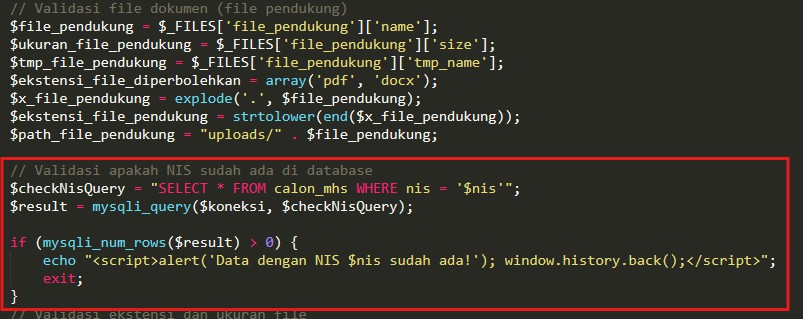 // Validasi file dokumen (file pendukung)
$file_pendukung = $_FILES['file_pendukung']['name'];
$ukuran_file_pendukung = $_FILES['file_pendukung']['size'];
$tmp_file_pendukung = $_FILES['file_pendukung']['tmp_name'];
$ekstensi_file_diperbolehkan = array('pdf', 'docx');
$x_file_pendukung = explode('.', $file_pendukung);
$ekstensi_file_pendukung = strtolower(end($x_file_pendukung));
$path_file_pendukung = "uploads/" . $file_pendukung;
// Validasi apakah NIS sudah ada di database
$checkNisQuery = "SELECT * FROM calon_mhs WHERE nis = '$nis'";
$result = mysqli_query($koneksi, $checkNisQuery);
if (mysqli_num_rows($result) > 0) {
echo "<script>alert('Data dengan NIS $nis sudah ada!'); window.history.back();</script>";
exit;
}
// Validasi ekstensi dan ukuran file